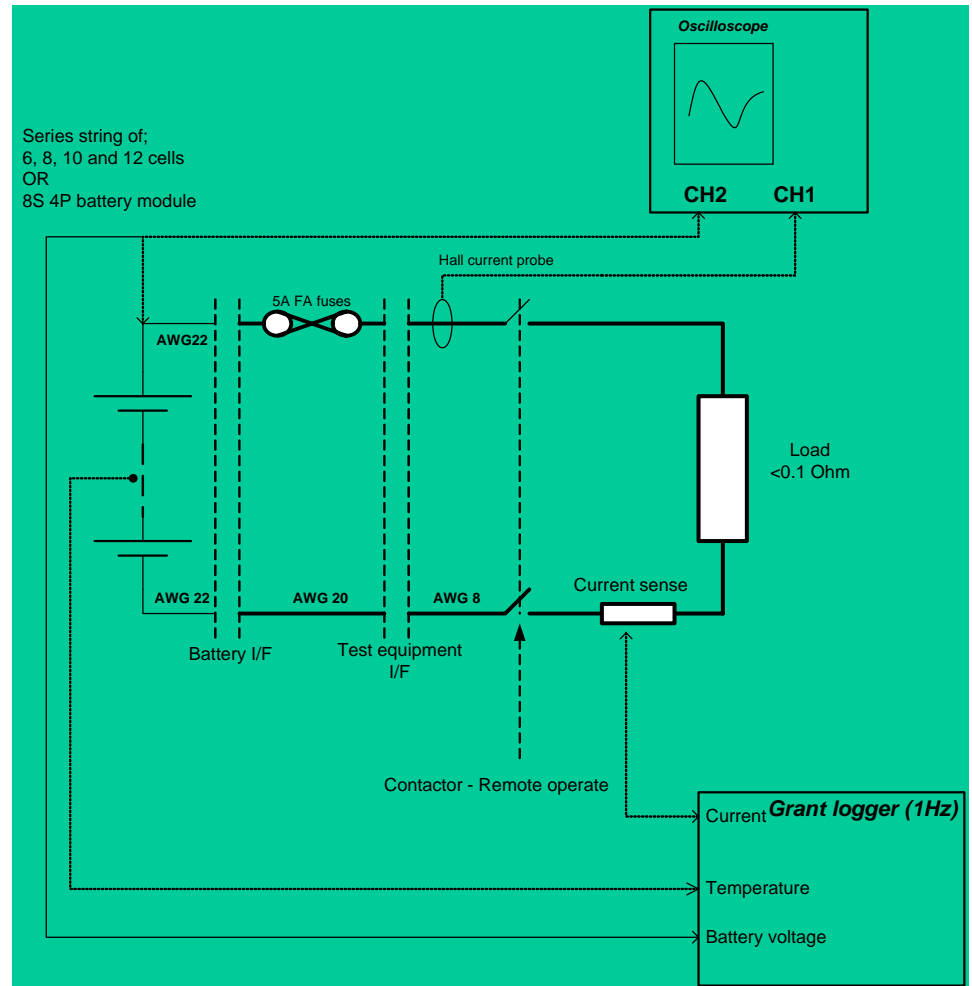 Oscilloscope
CH2 CH1
Series string of;
6, 8, 10 and 12 cells
OR
8S 4P battery module
Hall current probe
5A FA fuses
AWG22
Load
<0.1 Ohm
AWG 22
AWG 20
AWG 8
Current sense
Battery I/F
Test equipment
I/F
Contactor - Remote operate
Grant logger (1Hz)
Current
Temperature
Battery voltage